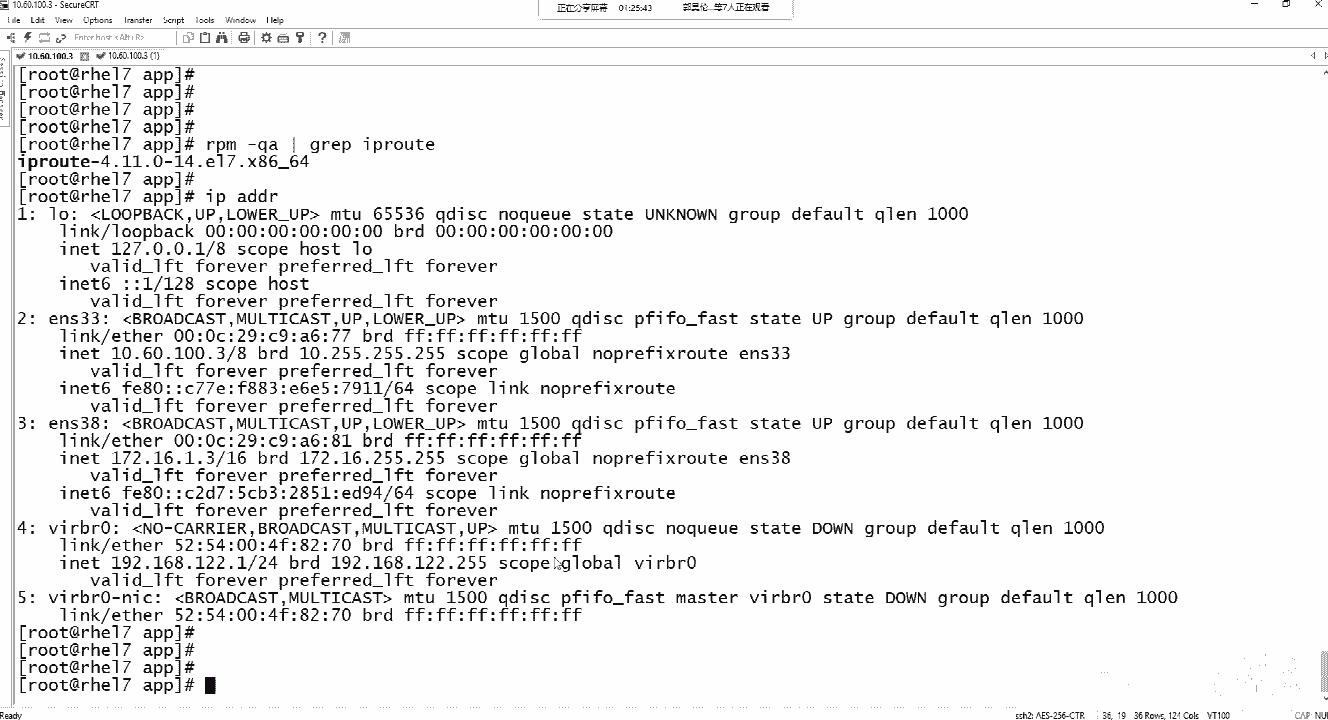 10.60.100.3 - SecureCRT
正在分享屏幕 01:25:43 等7人正在观看
File Edit View Options Transfer Script Tools Window Help
Enter host <Alt+R>
10.60.100.3 10.60.100.3 (1)
[root@rhel7 app]#
[root@rhel7 app]#
[root@rhel7 app]#
[root@rhel7 app]#
[root@rhel7 app]# rpm -qa | grep iproute
iproute-4.11.0-14.el7.x86_64
[root@rhel7 app]#
[root@rhel7 app]# ip addr
1: lo: <LOOPBACK,UP,LOWER_UP> mtu 65536 qdisc noqueue state UNKNOWN group default qlen 1000
link/loopback 00:00:00:00:00:00 brd 00:00:00:00:00:00
inet 127.0.0.1/8 scope host lo
valid_lft forever preferred_lft forever
inet6 ::1/128 scope host
valid_lft forever preferred_lft forever
2: ens33: <BROADCAST,MULTICAST,UP,LOWER_UP> mtu 1500 qdisc pfifo_fast state UP group default qlen 1000
link/ether 00:0c:29:c9:a6:77 brd ff:ff:ff:ff:ff:ff
inet 10.60.100.3/8 brd 10.255.255.255 scope global noprefixroute ens33
valid_lft forever preferred_lft forever
inet6 fe80::c77e:f883:e6e5:7911/64 scope link noprefixroute
valid_lft forever preferred_lft forever
3: ens38: <BROADCAST,MULTICAST,UP,LOWER_UP> mtu 1500 qdisc pfifo_fast state UP group default qlen 1000
link/ether 00:0c:29:c9:a6:81 brd ff:ff:ff:ff:ff:ff
inet 172.16.1.3/16 brd 172.16.255.255 scope global noprefixroute ens38
valid_lft forever preferred_lft forever
inet6 fe80::c2d7:5cb3:2851:ed94/64 scope link noprefixroute
valid_lft forever preferred_lft forever
4: virbr0: <NO-CARRIER,BROADCAST,MULTICAST,UP> mtu 1500 qdisc noqueue state DOWN group default qlen 1000
link/ether 52:54:00:4f:82:70 brd ff:ff:ff:ff:ff:ff
inet 192.168.122.1/24 brd 192.168.122.255 scope global virbr0
valid_lft forever preferred_lft forever
5: virbr0-nic: <BROADCAST,MULTICAST> mtu 1500 qdisc pfifo_fast master virbr0 state DOWN group default qlen 1000
link/ether 52:54:00:4f:82:70 brd ff:ff:ff:ff:ff:ff
[root@rhel7 app]#
[root@rhel7 app]#
[root@rhel7 app]#
[root@rhel7 app]#
Ready ssh2: AES-256-CTR 36, 19 36 Rows, 124 Cols VT100 CAP